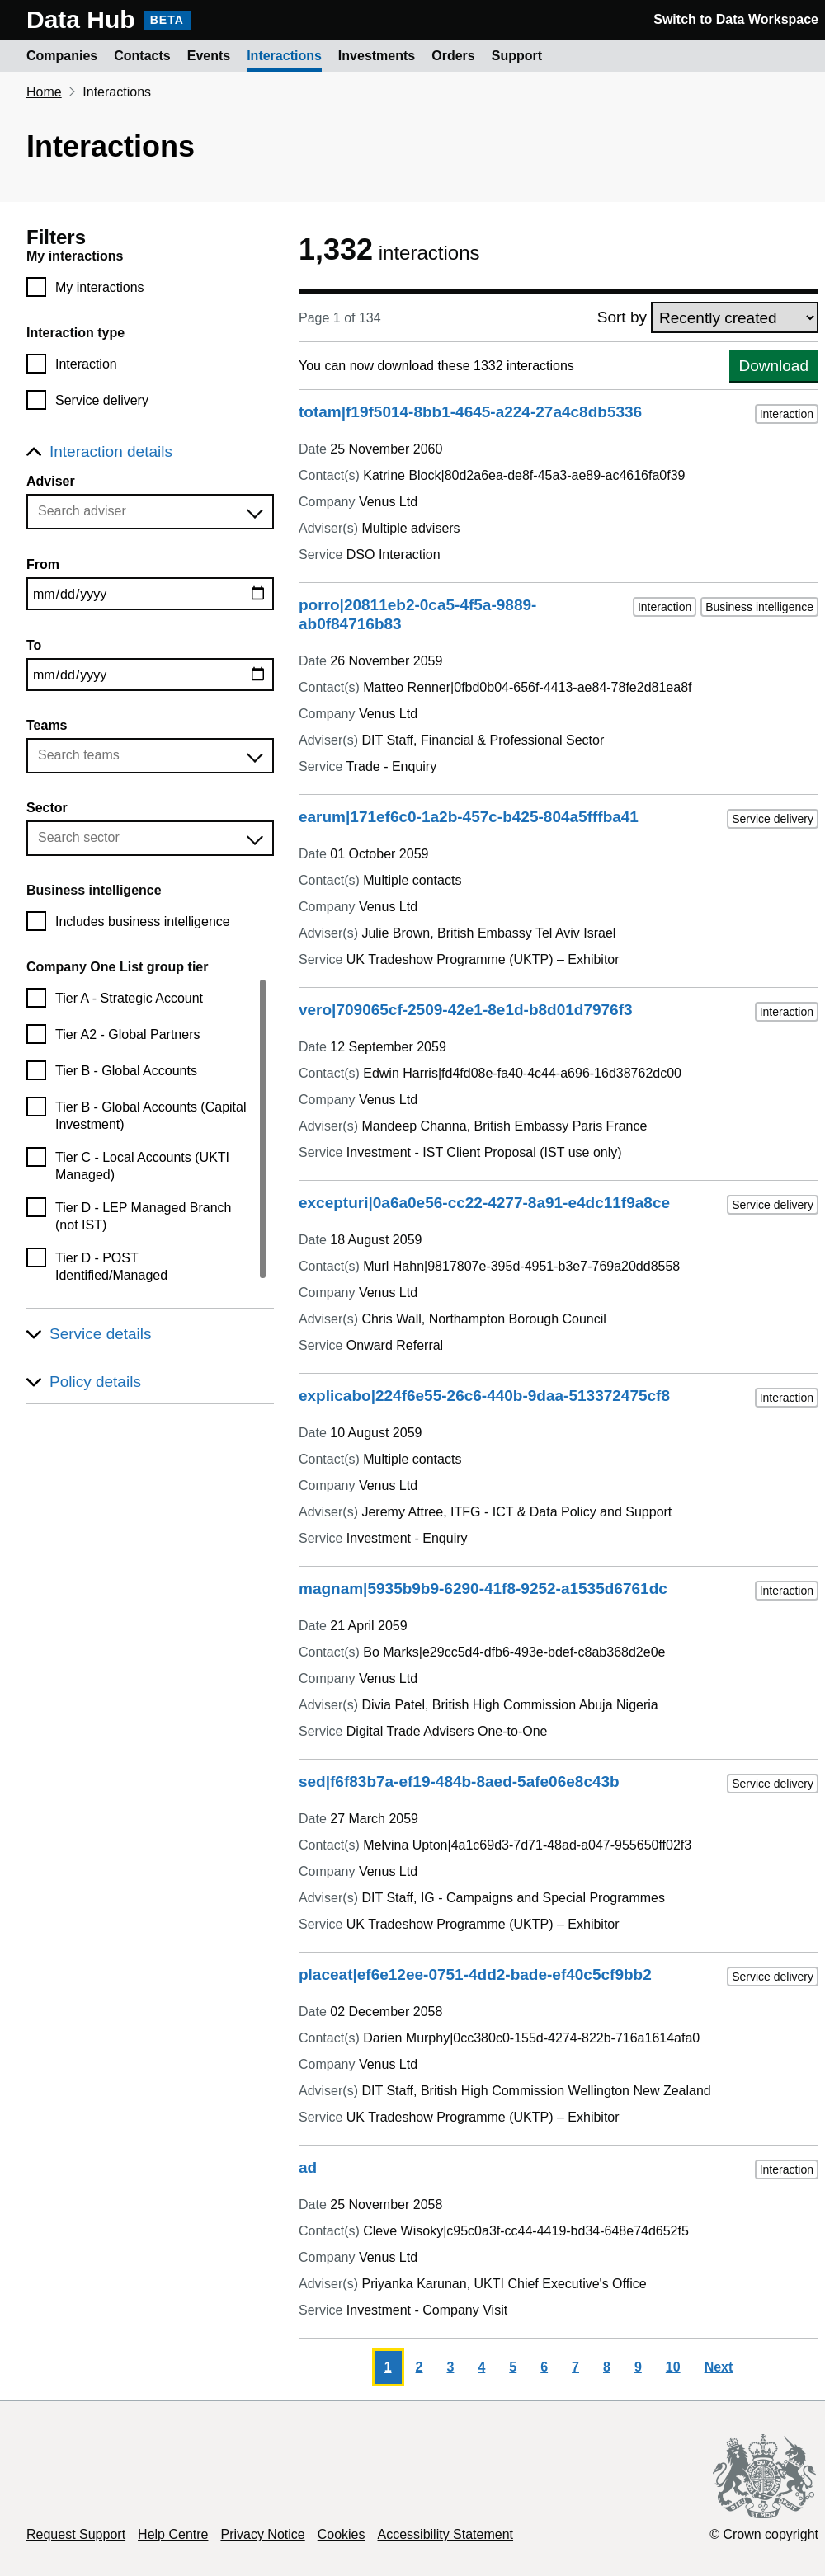 Data Hub BETA Switch to Data Workspace
Companies Contacts Events Interactions Investments Orders Support
Home Interactions
Interactions
Filters
My interactions
My interactions
Interaction type
Interaction
Service delivery
Interaction details
Adviser
Search adviser
From
mm/dd/yyyy
To
mm/dd/yyyy
Teams
Search teams
Sector
Search sector
Business intelligence
Includes business intelligence
Company One List group tier
Tier A - Strategic Account
Tier A2 - Global Partners
Tier B - Global Accounts
Tier B - Global Accounts (Capital
Investment)
Tier C - Local Accounts (UKTI
Managed)
Tier D - LEP Managed Branch
(not IST)
Tier D - POST
Identified/Managed
Service details
Policy details
1,332 interactions
Page 1 of 134 Sort by Recently created
You can now download these 1332 interactions Download
totam|f19f5014-8bb1-4645-a224-27a4c8db5336 Interaction
Date 25 November 2060
Contact(s) Katrine Block|80d2a6ea-de8f-45a3-ae89-ac4616fa0f39
Company Venus Ltd
Adviser(s) Multiple advisers
Service DSO Interaction
porro|20811eb2-0ca5-4f5a-9889- Interaction Business intelligence
ab0f84716b83
Date 26 November 2059
Contact(s) Matteo Renner|0fbd0b04-656f-4413-ae84-78fe2d81ea8f
Company Venus Ltd
Adviser(s) DIT Staff, Financial & Professional Sector
Service Trade - Enquiry
earum|171ef6c0-1a2b-457c-b425-804a5fffba41 Service delivery
Date 01 October 2059
Contact(s) Multiple contacts
Company Venus Ltd
Adviser(s) Julie Brown, British Embassy Tel Aviv Israel
Service UK Tradeshow Programme (UKTP) – Exhibitor
vero|709065cf-2509-42e1-8e1d-b8d01d7976f3 Interaction
Date 12 September 2059
Contact(s) Edwin Harris|fd4fd08e-fa40-4c44-a696-16d38762dc00
Company Venus Ltd
Adviser(s) Mandeep Channa, British Embassy Paris France
Service Investment - IST Client Proposal (IST use only)
excepturi|0a6a0e56-cc22-4277-8a91-e4dc11f9a8ce Service delivery
Date 18 August 2059
Contact(s) Murl Hahn|9817807e-395d-4951-b3e7-769a20dd8558
Company Venus Ltd
Adviser(s) Chris Wall, Northampton Borough Council
Service Onward Referral
explicabo|224f6e55-26c6-440b-9daa-513372475cf8 Interaction
Date 10 August 2059
Contact(s) Multiple contacts
Company Venus Ltd
Adviser(s) Jeremy Attree, ITFG - ICT & Data Policy and Support
Service Investment - Enquiry
magnam|5935b9b9-6290-41f8-9252-a1535d6761dc Interaction
Date 21 April 2059
Contact(s) Bo Marks|e29cc5d4-dfb6-493e-bdef-c8ab368d2e0e
Company Venus Ltd
Adviser(s) Divia Patel, British High Commission Abuja Nigeria
Service Digital Trade Advisers One-to-One
sed|f6f83b7a-ef19-484b-8aed-5afe06e8c43b Service delivery
Date 27 March 2059
Contact(s) Melvina Upton|4a1c69d3-7d71-48ad-a047-955650ff02f3
Company Venus Ltd
Adviser(s) DIT Staff, IG - Campaigns and Special Programmes
Service UK Tradeshow Programme (UKTP) – Exhibitor
placeat|ef6e12ee-0751-4dd2-bade-ef40c5cf9bb2 Service delivery
Date 02 December 2058
Contact(s) Darien Murphy|0cc380c0-155d-4274-822b-716a1614afa0
Company Venus Ltd
Adviser(s) DIT Staff, British High Commission Wellington New Zealand
Service UK Tradeshow Programme (UKTP) – Exhibitor
ad Interaction
Date 25 November 2058
Contact(s) Cleve Wisoky|c95c0a3f-cc44-4419-bd34-648e74d652f5
Company Venus Ltd
Adviser(s) Priyanka Karunan, UKTI Chief Executive's Office
Service Investment - Company Visit
1 2 3 4 5 6 7 8 9 10 Next
Request Support Help Centre Privacy Notice Cookies Accessibility Statement © Crown copyright